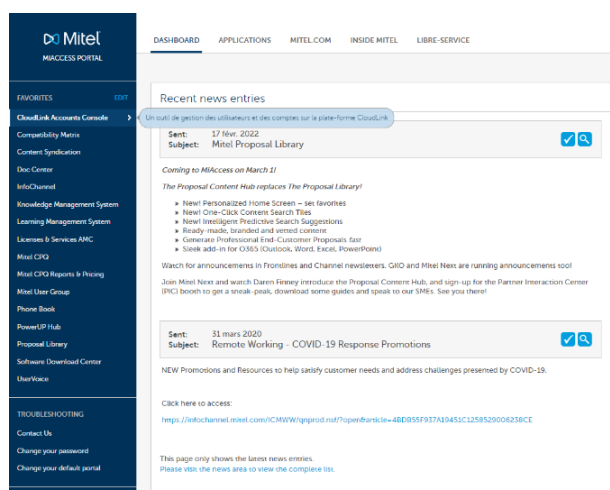 Mitel
MIACCESS PORTAL
DASHBOARD APPLICATIONS MITEL.COM INSIDE MITEL LIBRE-SERVICE
FAVORITES EDIT
CloudLink Accounts Console
Compatibility Matrix
Content Syndication
Doc Center
InfoChannel
Knowledge Management System
Learning Management System
Licenses & Services AMC
Mitel CPQ
Mitel CPQ Reports & Pricing
Mitel User Group
Phone Book
PowerUP Hub
Proposal Library
Software Download Center
UserVoice
TROUBLESHOOTING
Contact Us
Change your password
Change your default portal
Recent news entries
Un outil de gestion des utilisateurs et des comptes sur la plate-forme CloudLink
Sent: 17 févr. 2022
Subject: Mitel Proposal Library
Coming to MiAccess on March 1!
The Proposal Content Hub replaces The Proposal Library!
» New! Personalized Home Screen – set favorites
» New! One-Click Content Search Tiles
» New! Intelligent Predictive Search Suggestions
» Ready-made, branded and vetted content
» Generate Professional End-Customer Proposals fast
» Sleek add-in for O365 (Outlook, Word, Excel, PowerPoint)
Watch for announcements in Frontlines and Channel newsletters. GKO and Mitel Next are running announcements too!
Join Mitel Next and watch Daren Finney introduce the Proposal Content Hub, and sign-up for the Partner Interaction Center
(PIC) booth to get a sneak-peak, download some guides and speak to our SMEs. See you there!
Sent: 31 mars 2020
Subject: Remote Working - COVID-19 Response Promotions
NEW Promotions and Resources to help satisfy customer needs and address challenges presented by COVID-19.
Click here to access:
https://infochannel.mitel.com/ICMWW/qnprod.nsf/?open&article=4BDB55F937A19451C1258529006238CE
This page only shows the latest news entries.
Please visit the news area to view the complete list.